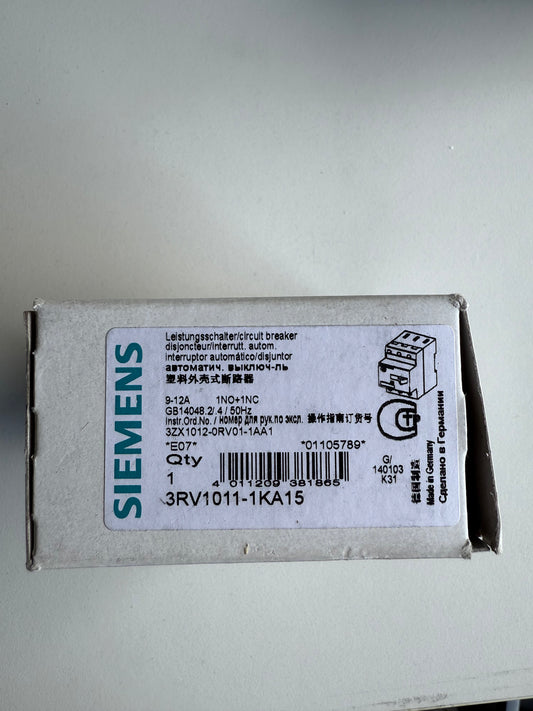 SIEMENS
Leistungsschalter/circuit breaker
disjoncteur/interrutt. autom.
interruptor automático/disjuntor
автоматич. выключ-ль
塑料外壳式断路器
9-12A 1NO+1NC
GB14048.2/.4 / 50Hz
Instr.Ord.No. / номер для рук.по экспл. 操作指南订货号
3ZX1012-0RV01-1AA1
*E07* *01105789*
Qty
1
4 011209 381865
3RV1011-1KA15
G/
140103
K31
德国制造
Made in Germany
Сделано в Германии